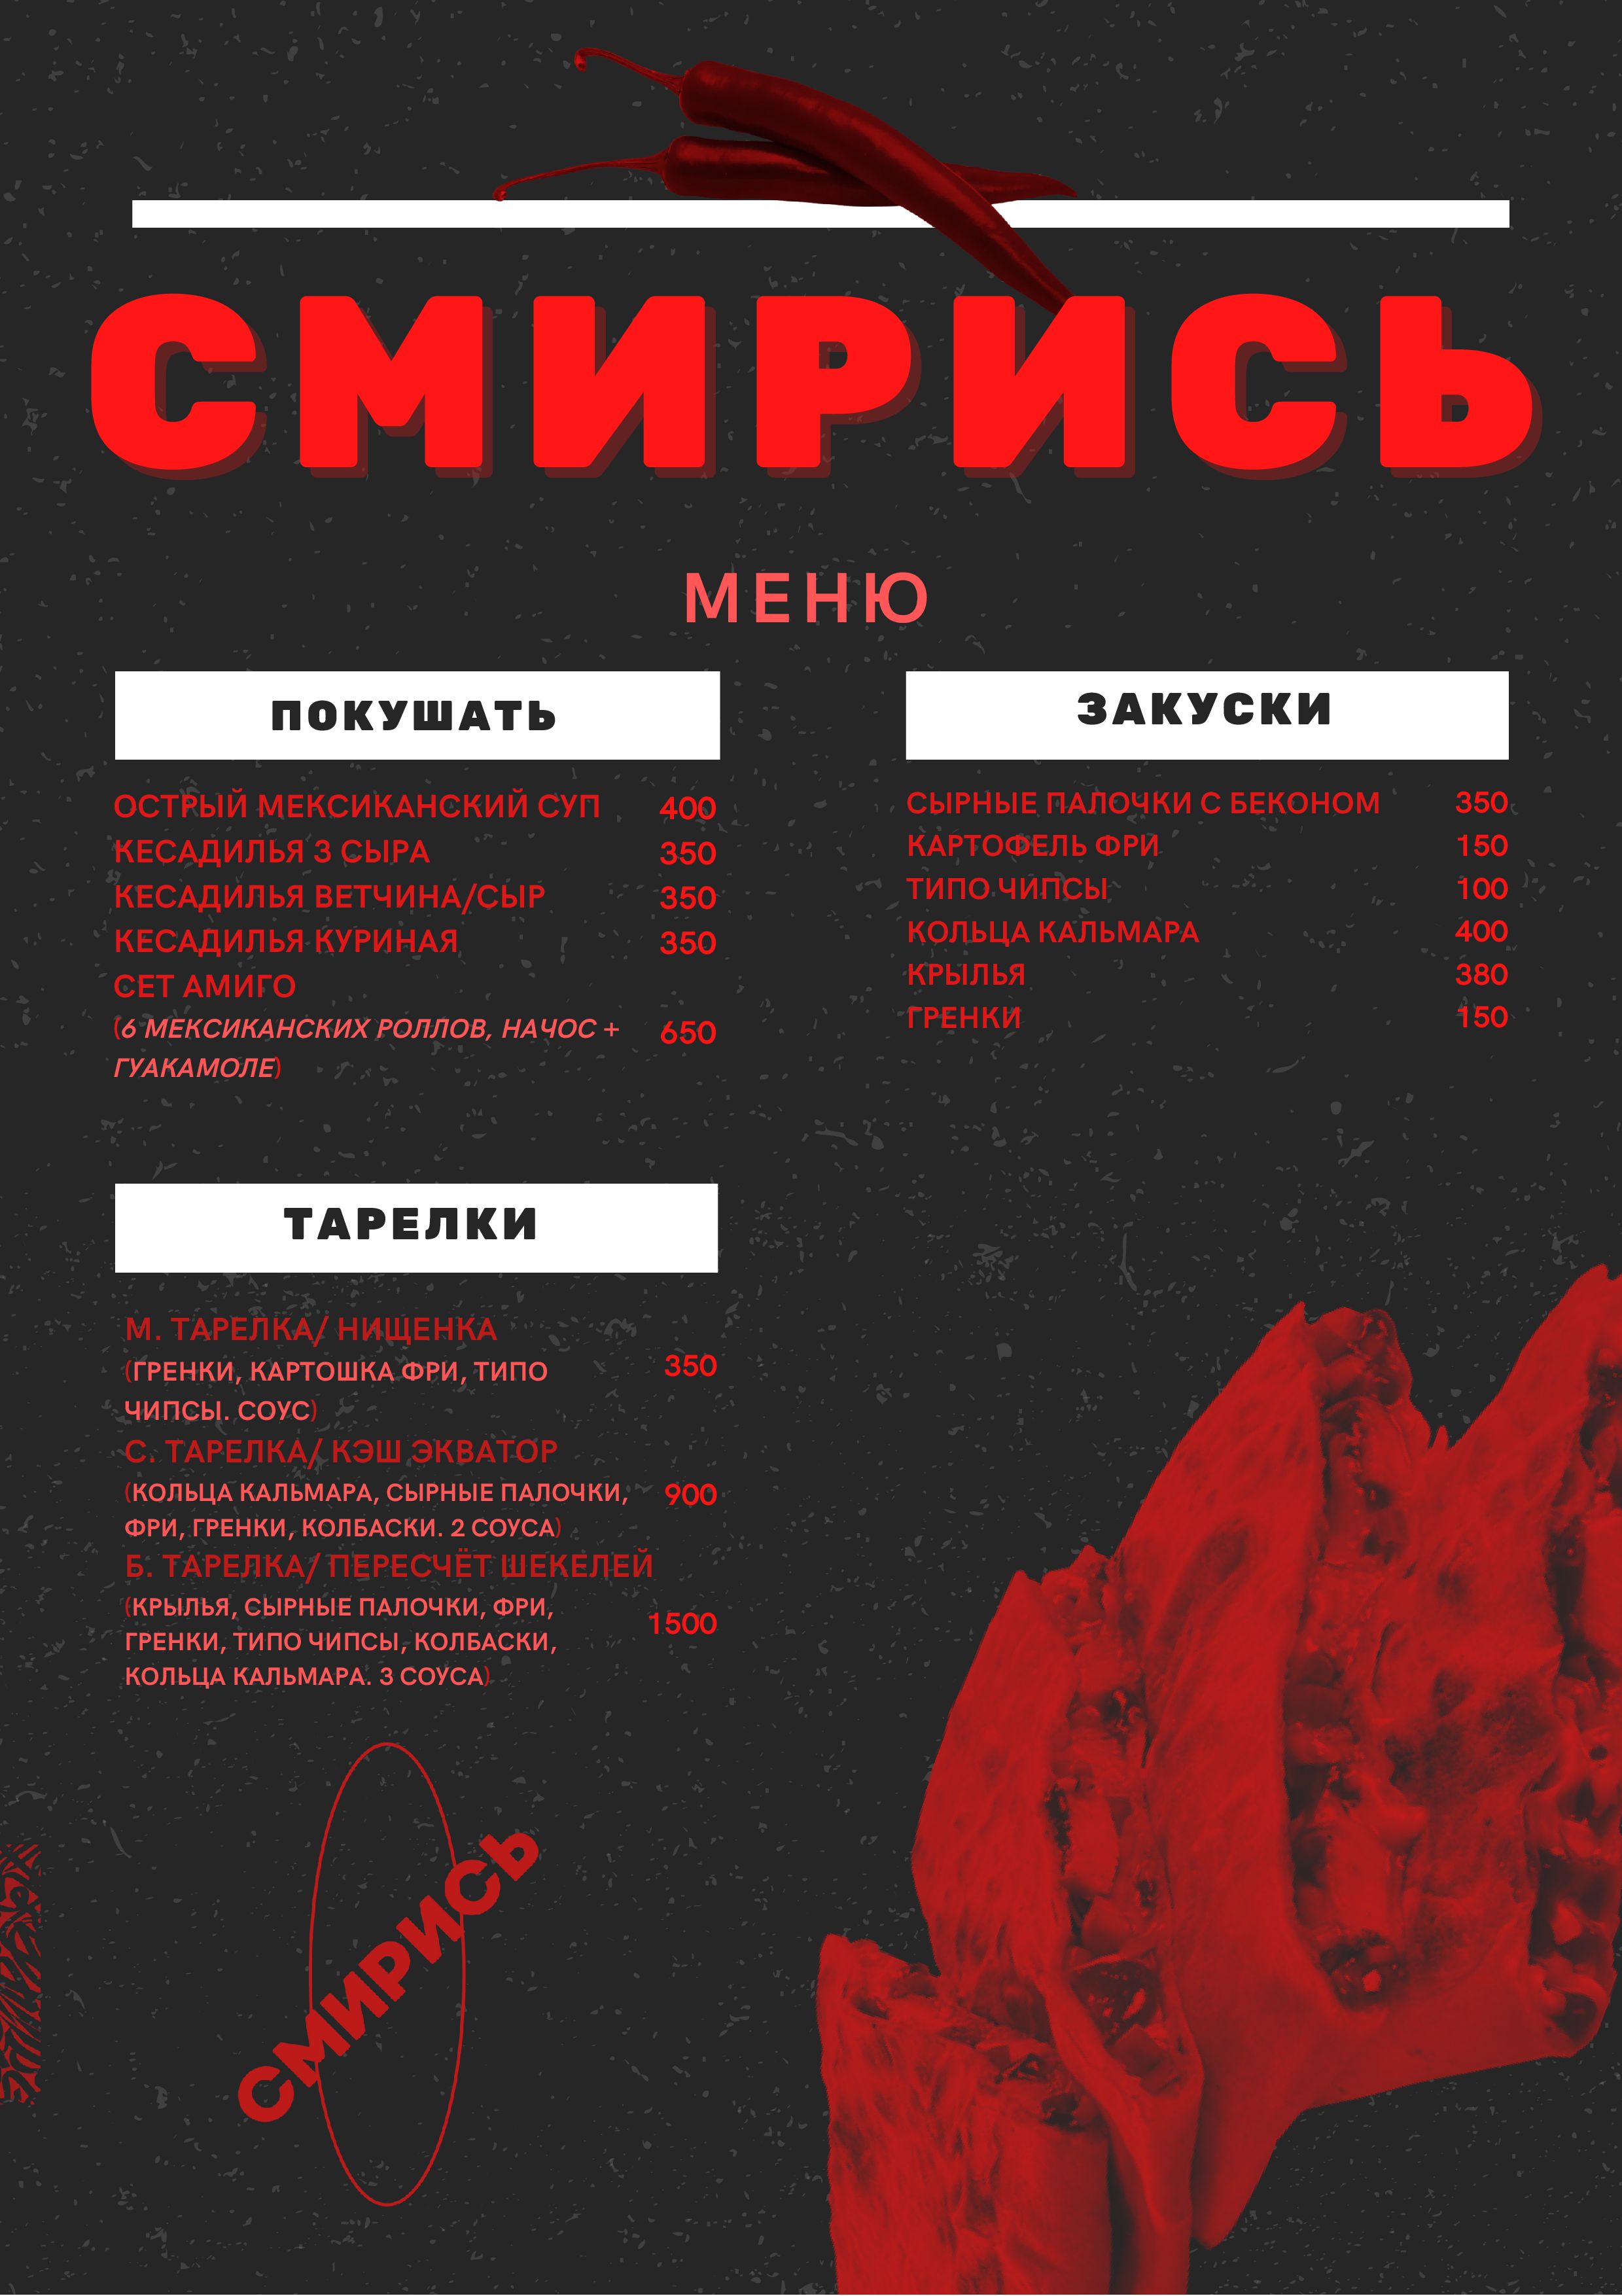 СМИРИСЬ
МЕНЮ
ПОКУШАТЬ
ОСТРЫЙ МЕКСИКАНСКИЙ СУП 400
КЕСАДИЛЬЯ 3 СЫРА 350
КЕСАДИЛЬЯ ВЕТЧИНА/СЫР 350
КЕСАДИЛЬЯ КУРИНАЯ 350
СЕТ АМИГО
(6 МЕКСИКАНСКИХ РОЛЛОВ, НАЧОС + 650
ГУАКАМОЛЕ)
ЗАКУСКИ
СЫРНЫЕ ПАЛОЧКИ С БЕКОНОМ 350
КАРТОФЕЛЬ ФРИ 150
ТИПО ЧИПСЫ 100
КОЛЬЦА КАЛЬМАРА 400
КРЫЛЬЯ 380
ГРЕНКИ 150
ТАРЕЛКИ
М. ТАРЕЛКА/ НИЩЕНКА
(ГРЕНКИ, КАРТОШКА ФРИ, ТИПО 350
ЧИПСЫ. СОУС)
С. ТАРЕЛКА/ КЭШ ЭКВАТОР
(КОЛЬЦА КАЛЬМАРА, СЫРНЫЕ ПАЛОЧКИ, 900
ФРИ, ГРЕНКИ, КОЛБАСКИ. 2 СОУСА)
Б. ТАРЕЛКА/ ПЕРЕСЧЁТ ШЕКЕЛЕЙ
(КРЫЛЬЯ, СЫРНЫЕ ПАЛОЧКИ, ФРИ, 1500
ГРЕНКИ, ТИПО ЧИПСЫ, КОЛБАСКИ,
КОЛЬЦА КАЛЬМАРА. 3 СОУСА)
СМИРИСЬ